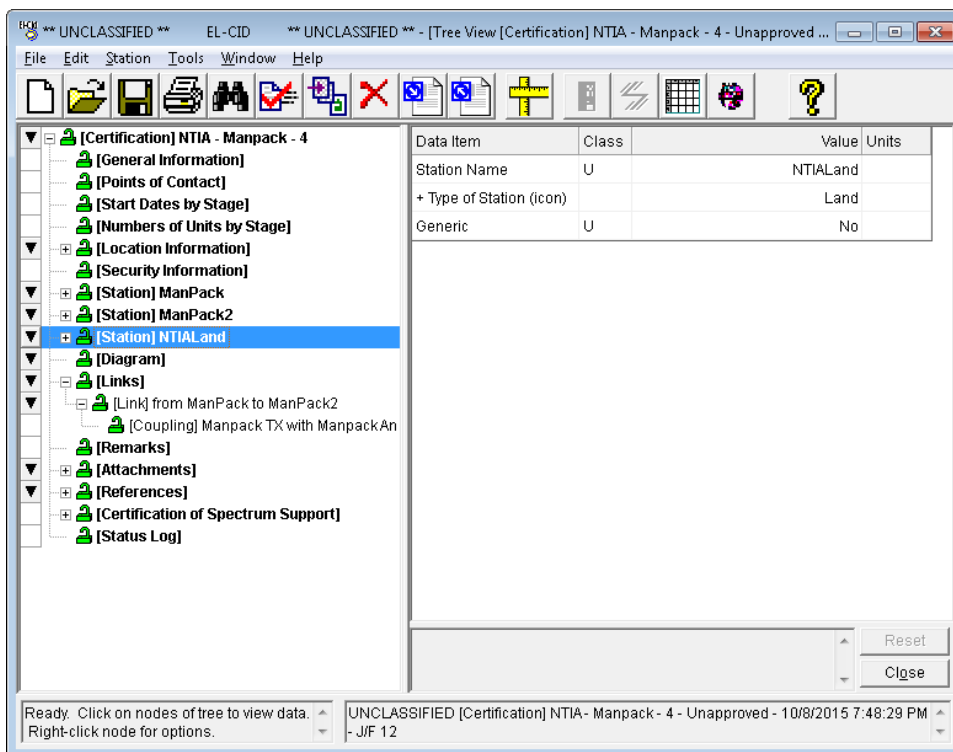 ** UNCLASSIFIED ** EL-CID ** UNCLASSIFIED ** - [Tree View [Certification] NTIA - Manpack - 4 - Unapproved ...
File Edit Station Tools Window Help
[Certification] NTIA - Manpack - 4
[General Information]
[Points of Contact]
[Start Dates by Stage]
[Numbers of Units by Stage]
[Location Information]
[Security Information]
[Station] ManPack
[Station] ManPack2
[Station] NTIALand
[Diagram]
[Links]
[Link] from ManPack to ManPack2
[Coupling] Manpack TX with Manpack An
[Remarks]
[Attachments]
[References]
[Certification of Spectrum Support]
[Status Log]
Data Item Class Value Units
Station Name U NTIALand
+ Type of Station (icon) Land
Generic U No
Reset
Close
Ready. Click on nodes of tree to view data.
Right-click node for options.
UNCLASSIFIED [Certification] NTIA - Manpack - 4 - Unapproved - 10/8/2015 7:48:29 PM
- J/F 12